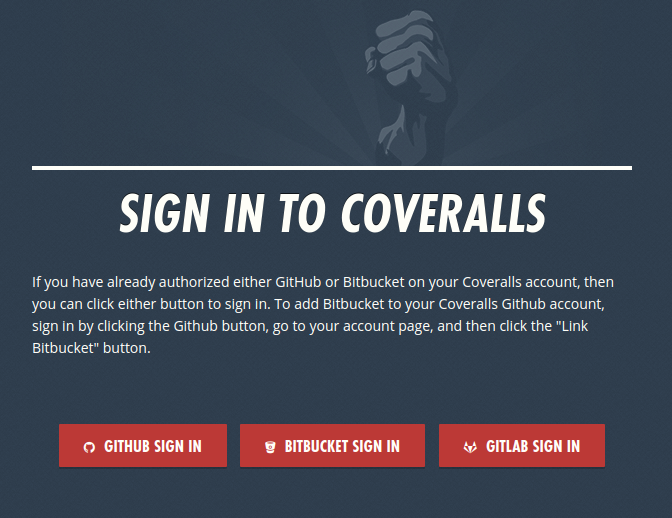 SIGN IN TO COVERALLS
If you have already authorized either GitHub or Bitbucket on your Coveralls account, then
you can click either button to sign in. To add Bitbucket to your Coveralls Github account,
sign in by clicking the Github button, go to your account page, and then click the "Link
Bitbucket" button.
GITHUB SIGN IN
BITBUCKET SIGN IN
GITLAB SIGN IN